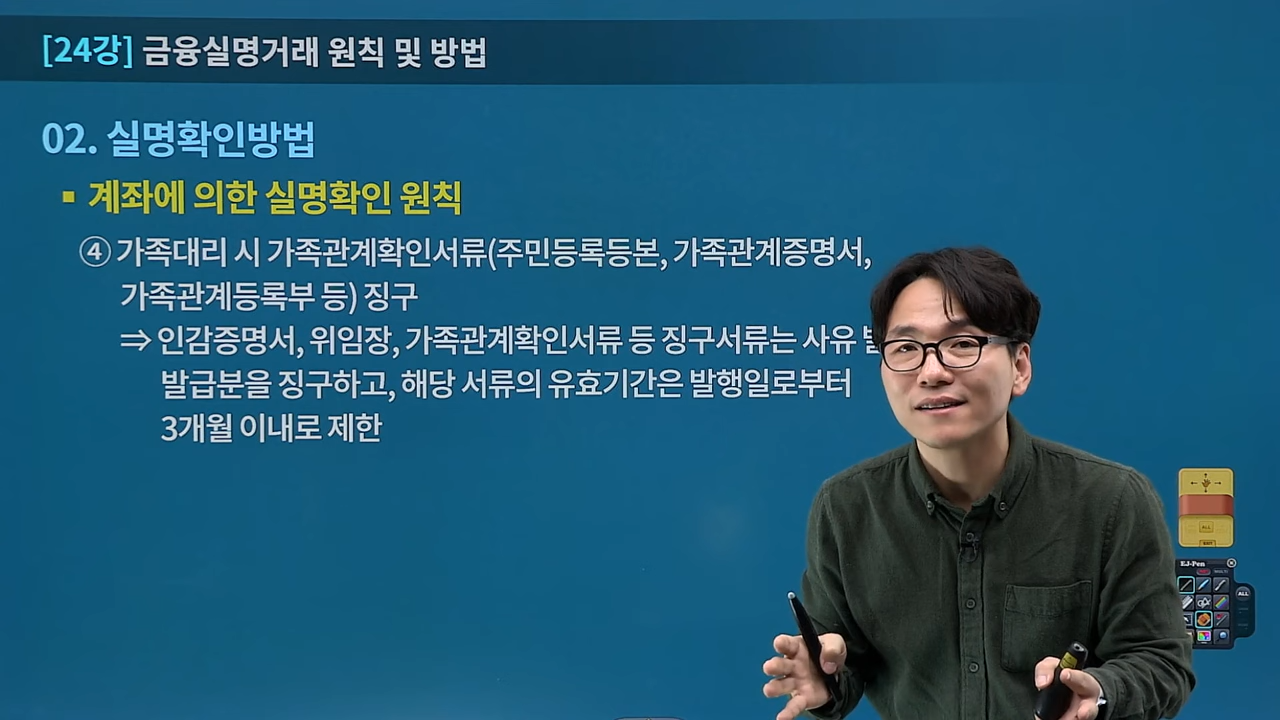 [24강] 금융실명거래 원칙 및 방법
02. 실명확인방법
▪ 계좌에 의한 실명확인 원칙
④ 가족대리 시 가족관계확인서류(주민등록등본, 가족관계증명서,
가족관계등록부 등) 징구
⇒ 인감증명서, 위임장, 가족관계확인서류 등 징구서류는 사유
발급분을 징구하고, 해당 서류의 유효기간은 발행일로부터
3개월 이내로 제한
ALL
EJ-Pen
ALL